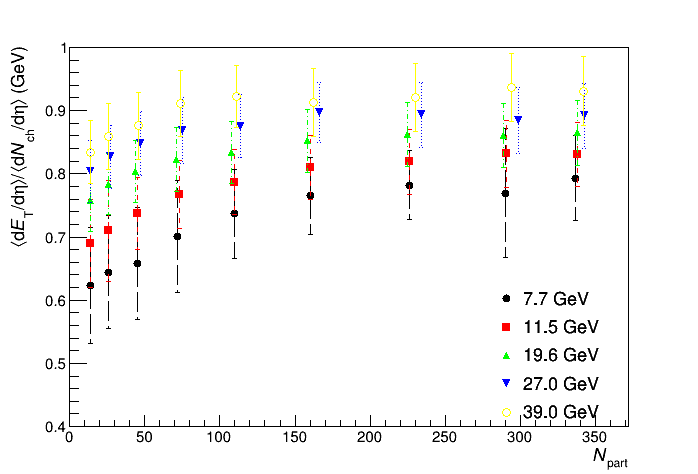 ⟨dE_T/dη⟩/⟨dN_ch/dη⟩ (GeV)
1
0.9
0.8
0.7
0.6
0.5
0.4
0 50 100 150 200 250 300 350
N_part
7.7 GeV
11.5 GeV
19.6 GeV
27.0 GeV
39.0 GeV